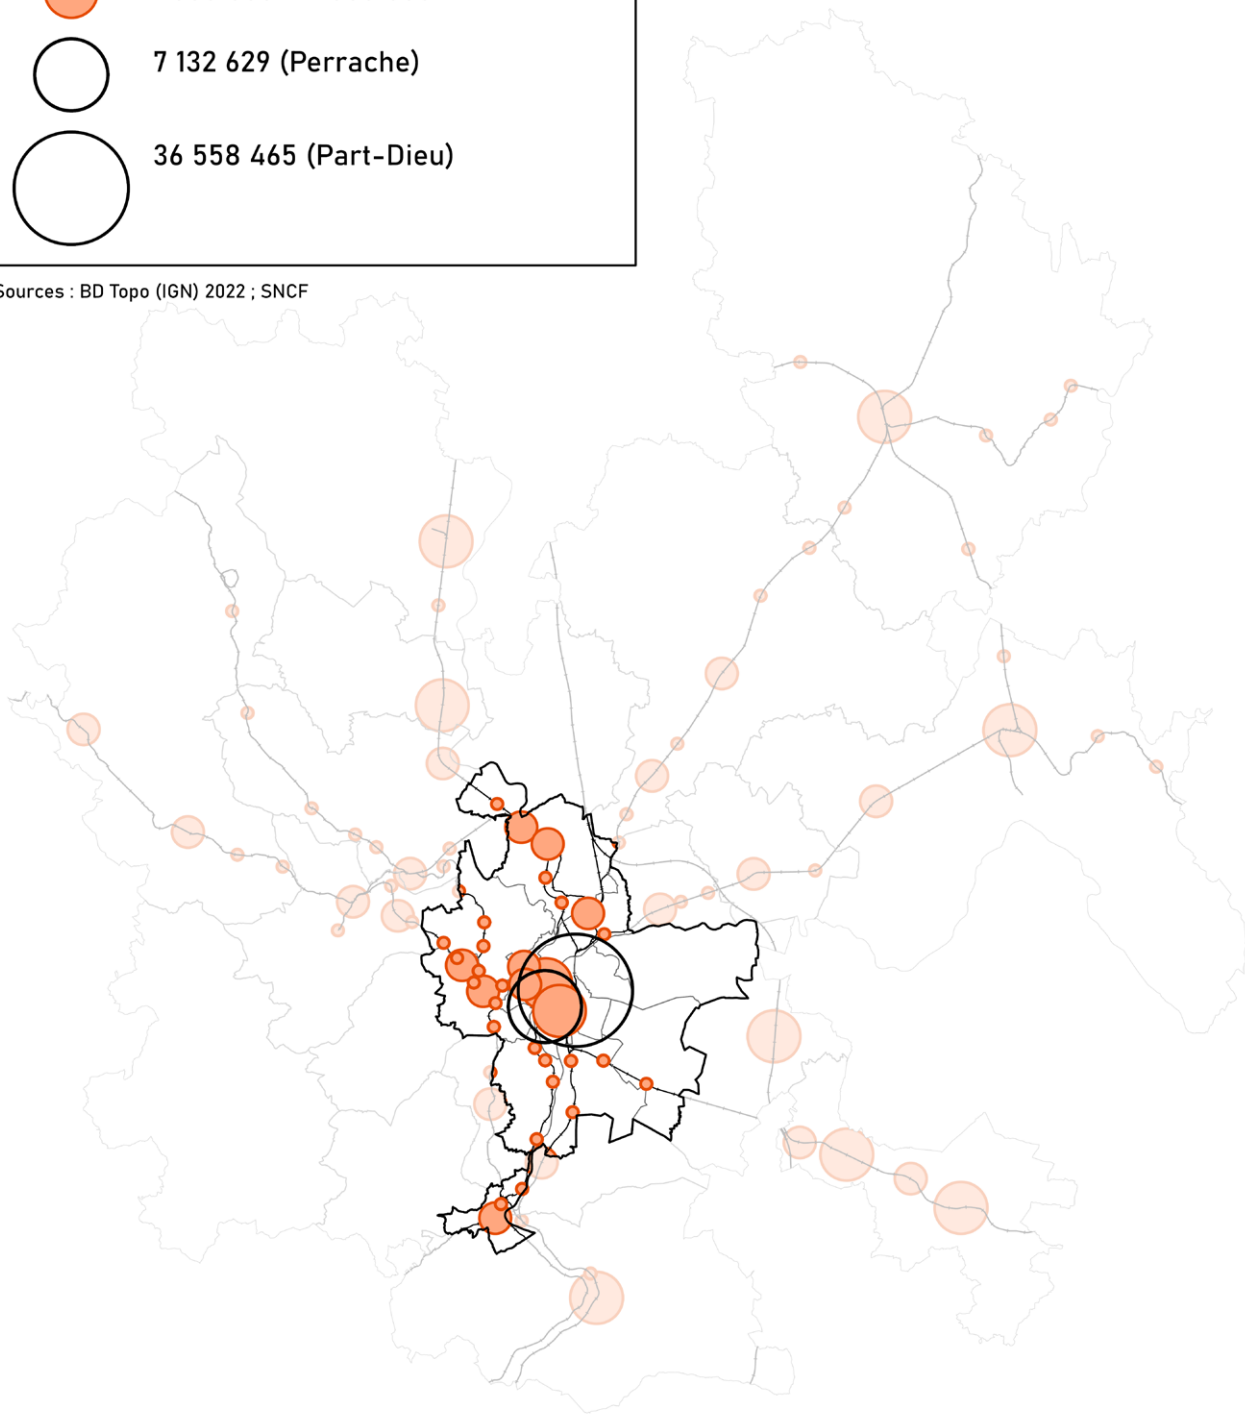 7 132 629 (Perrache)
36 558 465 (Part-Dieu)
Sources : BD Topo (IGN) 2022 ; SNCF